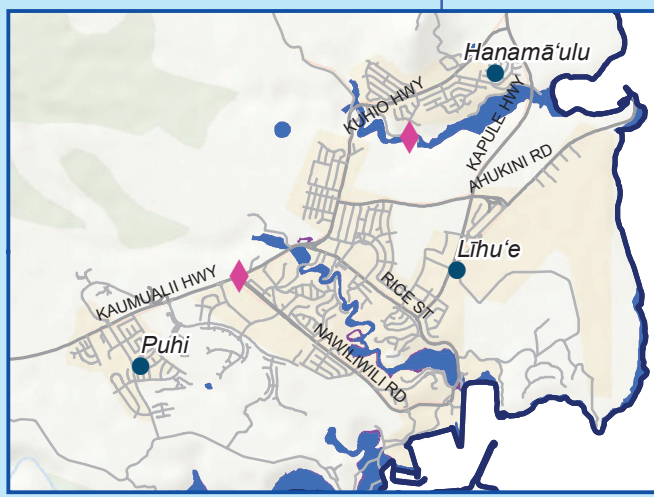 Hanamāʻulu
KUHIO HWY
KAPULE HWY
AHUKINI RD
Līhuʻe
KAUMUALII HWY
RICE ST
Puhi
NAWILIWILI RD